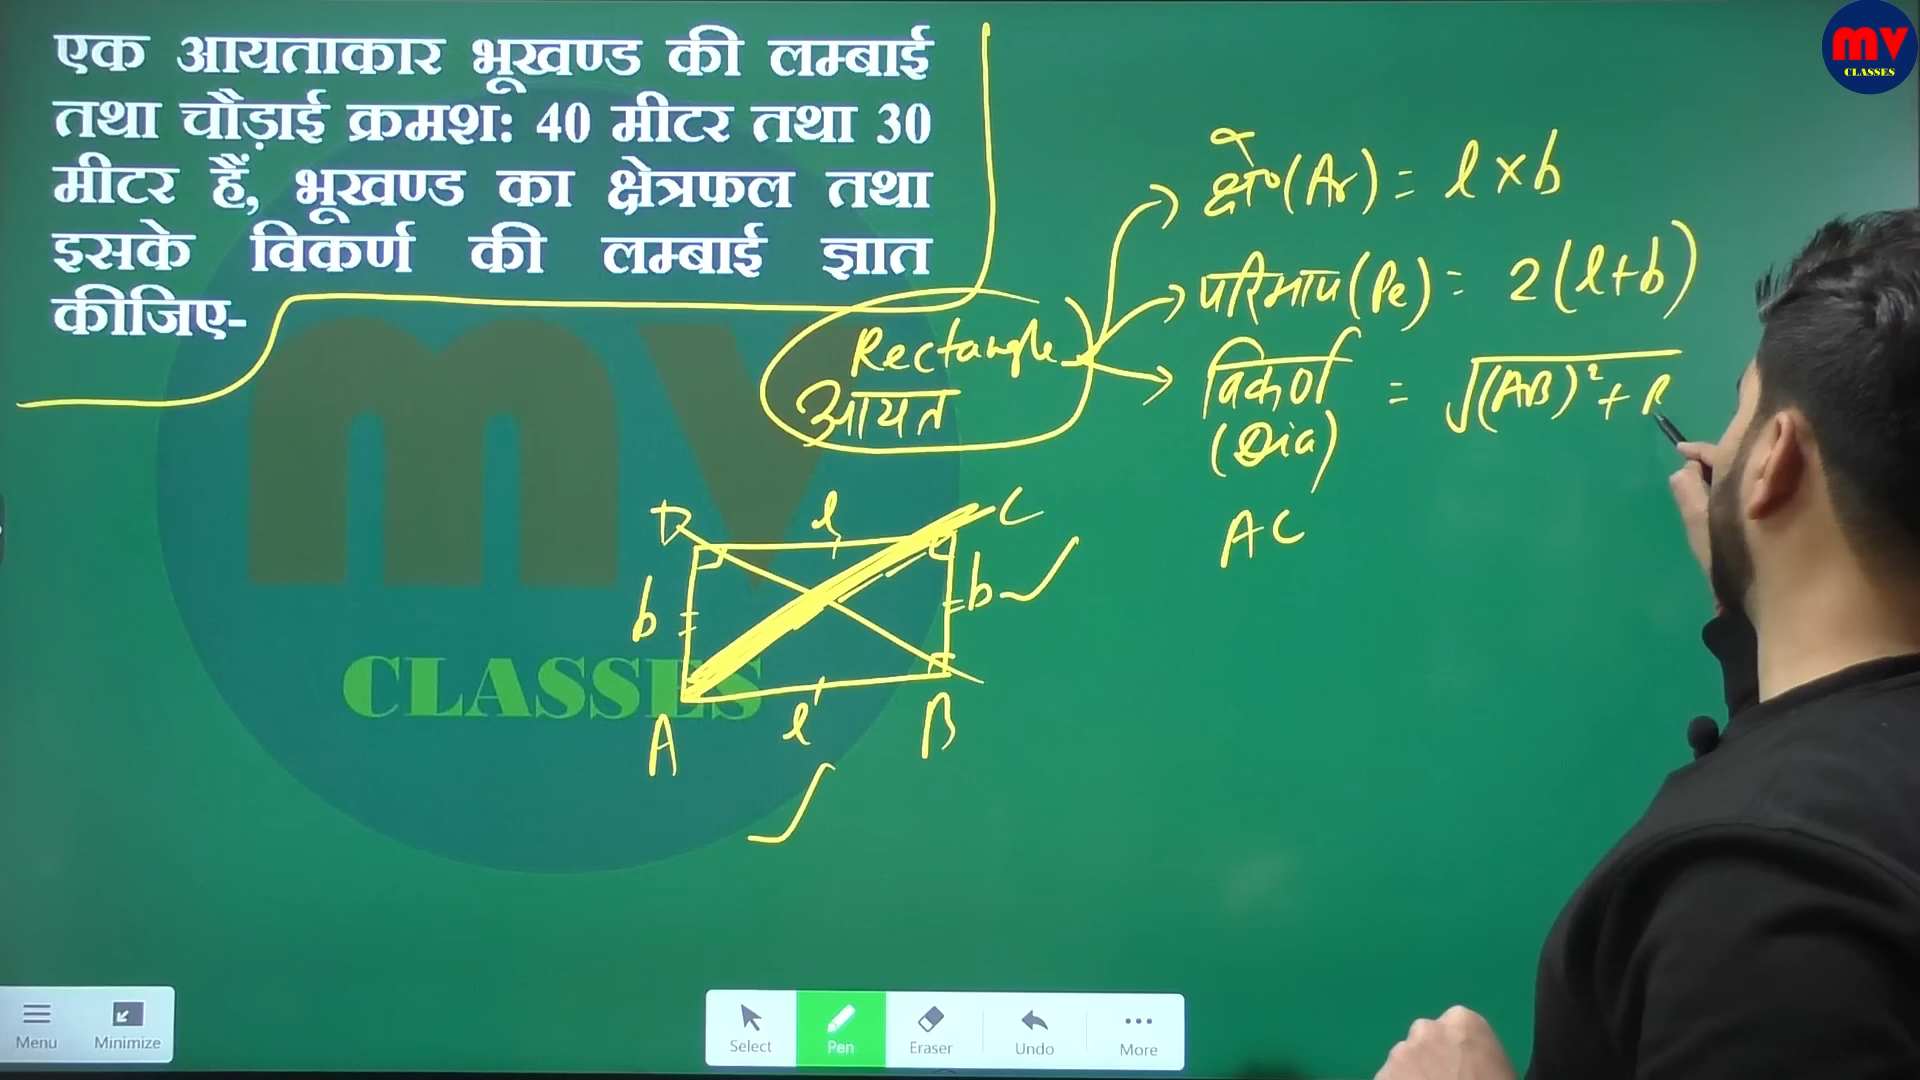 एक आयताकार भूखण्ड की लम्बाई
तथा चौड़ाई क्रमश: 40 मीटर तथा 30
मीटर हैं, भूखण्ड का क्षेत्रफल तथा
इसके विकर्ण की लम्बाई ज्ञात
कीजिए-
mv
CLASSES
Rectangle
आयत
क्षे० (Ar) = l × b
परिमाप (Pe) = 2 (l + b)
विकर्ण = √(AB)² + B
(Dia)
AC
D l C
b b
A l B
mv
CLASSES
Menu
Minimize
Select
Pen
Eraser
Undo
More